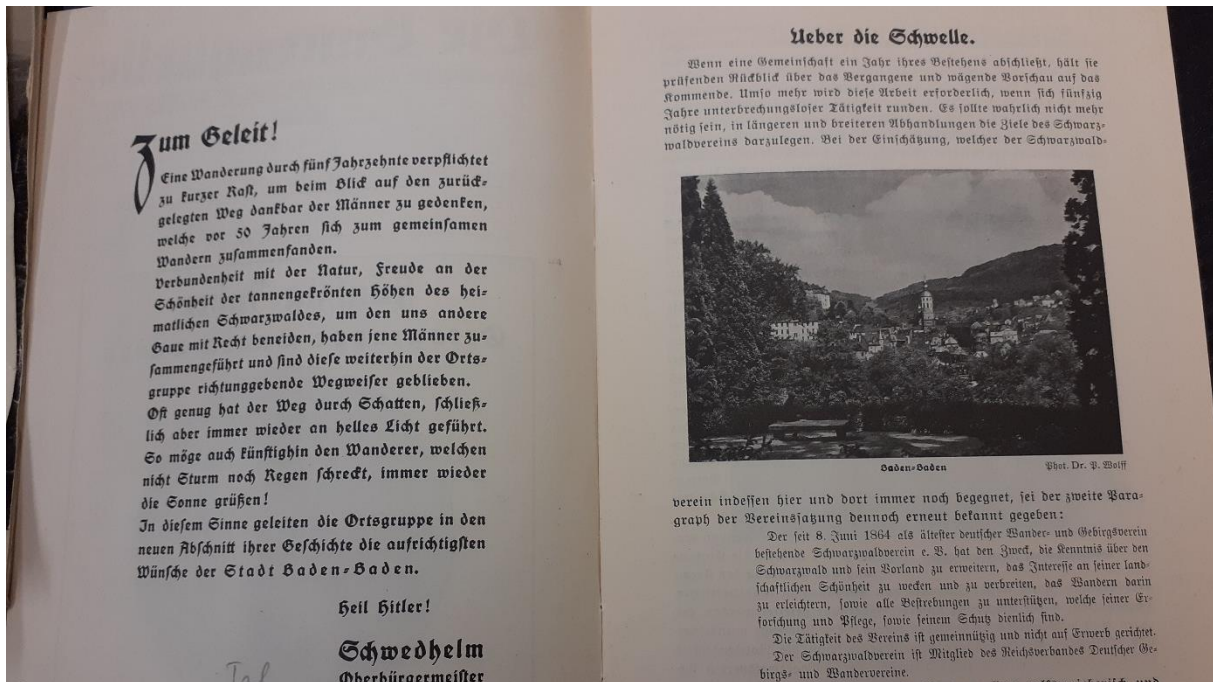 Zum Geleit!
Eine Wanderung durch fünf Jahrzehnte verpflichtet
zu kurzer Rast, um beim Blick auf den zurück-
gelegten Weg dankbar der Männer zu gedenken,
welche vor 50 Jahren sich zum gemeinsamen
Wandern zusammenfanden.
Verbundenheit mit der Natur, Freude an der
Schönheit der tannengekrönten Höhen des hei-
matlichen Schwarzwaldes, um den uns andere
Gaue mit Recht beneiden, haben jene Männer zu-
sammengeführt und sind diese weiterhin der Orts-
gruppe richtunggebende Wegweiser geblieben.
Oft genug hat der Weg durch Schatten, schließ-
lich aber immer wieder an helles Licht geführt.
So möge auch künftighin den Wanderer, welchen
nicht Sturm noch Regen schreckt, immer wieder
die Sonne grüßen!
In diesem Sinne geleiten die Ortsgruppe in den
neuen Abschnitt ihrer Geschichte die aufrichtigsten
Wünsche der Stadt Baden-Baden.
Heil Hitler!
Schwedhelm
Oberbürgermeister
Ueber die Schwelle.
Wenn eine Gemeinschaft ein Jahr ihres Bestehens abschließt, hält sie
prüfenden Rückblick über das Vergangene und wägende Vorschau auf das
Kommende. Umso mehr wird diese Arbeit erforderlich, wenn sich fünfzig
Jahre unterbrechungsloser Tätigkeit runden. Es sollte wahrlich nicht mehr
nötig sein, in längeren und breiteren Abhandlungen die Ziele des Schwarz-
waldvereins darzulegen. Bei der Einschätzung, welcher der Schwarzwald-
Baden-Baden
Phot. Dr. P. Wolff
verein indessen hier und dort immer noch begegnet, sei der zweite Para-
graph der Vereinssatzung dennoch erneut bekannt gegeben:
Der seit 8. Juni 1864 als ältester deutscher Wander- und Gebirgsverein
bestehende Schwarzwaldverein e. V. hat den Zweck, die Kenntnis über den
Schwarzwald und sein Vorland zu erweitern, das Interesse an seiner land-
schaftlichen Schönheit zu wecken und zu verbreiten, das Wandern darin
zu erleichtern, sowie alle Bestrebungen zu unterstützen, welche seiner Er-
forschung und Pflege, sowie seinem Schutz dienlich sind.
Die Tätigkeit des Vereins ist gemeinnützig und nicht auf Erwerb gerichtet.
Der Schwarzwaldverein ist Mitglied des Reichsverbandes Deutscher Ge-
birgs- und Wandervereine.